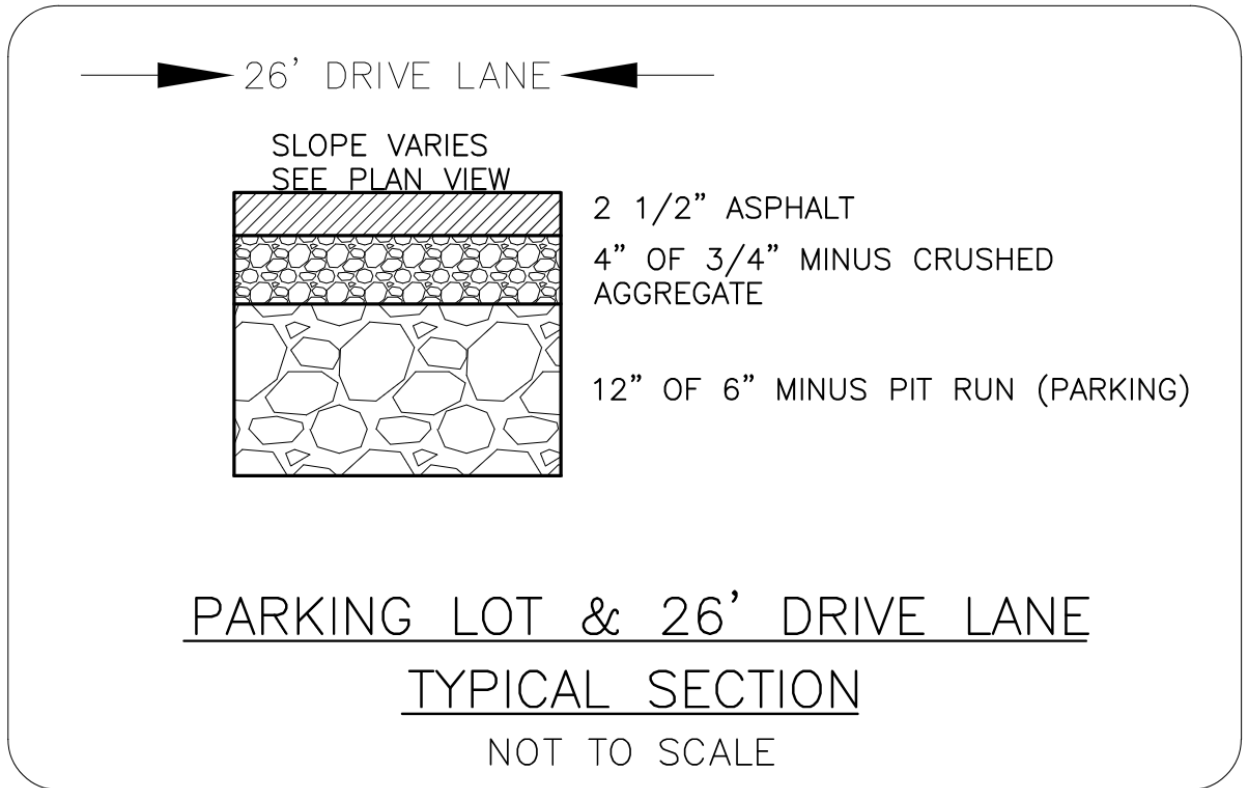 26' DRIVE LANE
SLOPE VARIES
SEE PLAN VIEW
2 1/2" ASPHALT
4" OF 3/4" MINUS CRUSHED
AGGREGATE
12" OF 6" MINUS PIT RUN (PARKING)
PARKING LOT & 26' DRIVE LANE
TYPICAL SECTION
NOT TO SCALE